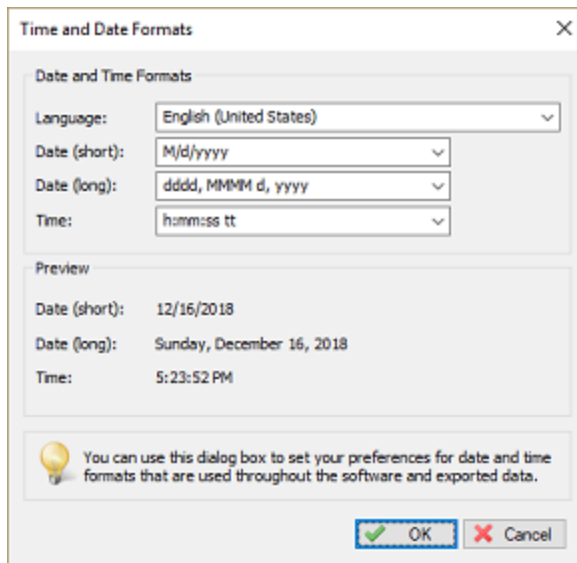 Time and Date Formats
Date and Time Formats
Language: English (United States)
Date (short): M/d/yyyy
Date (long): dddd, MMMM d, yyyy
Time: h:mm:ss tt
Preview
Date (short): 12/16/2018
Date (long): Sunday, December 16, 2018
Time: 5:23:52 PM
You can use this dialog box to set your preferences for date and time
formats that are used throughout the software and exported data.
OK Cancel